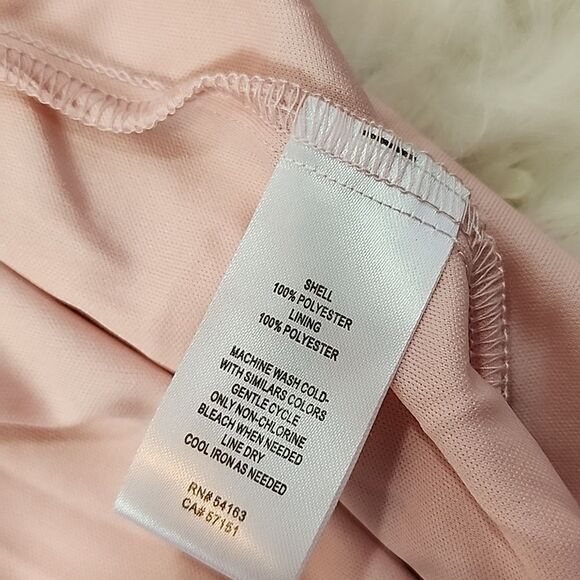 SHELL
100% POLYESTER
LINING
100% POLYESTER
MACHINE WASH COLD-
WITH SIMILARS COLORS
GENTLE CYCLE
ONLY NON-CHLORINE
BLEACH WHEN NEEDED
LINE DRY
COOL IRON AS NEEDED
RN# 54163
CA# 57151